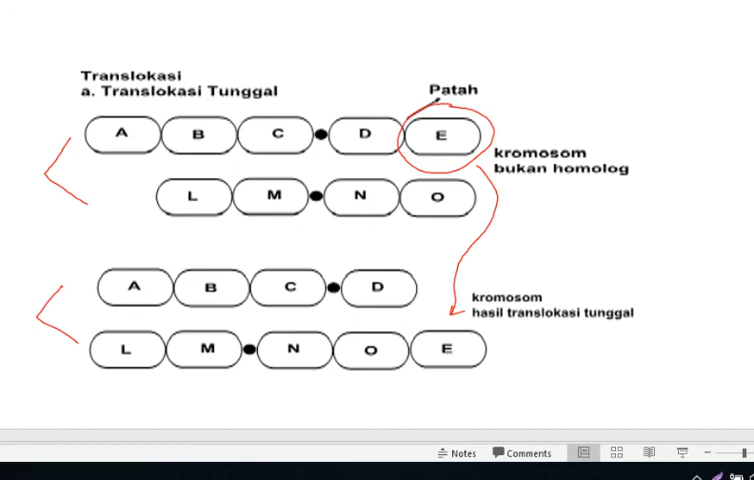 Translokasi
a. Translokasi Tunggal
Patah
A B C D E
kromosom
bukan homolog
L M N O
A B C D
kromosom
hasil translokasi tunggal
L M N O E
Notes Comments